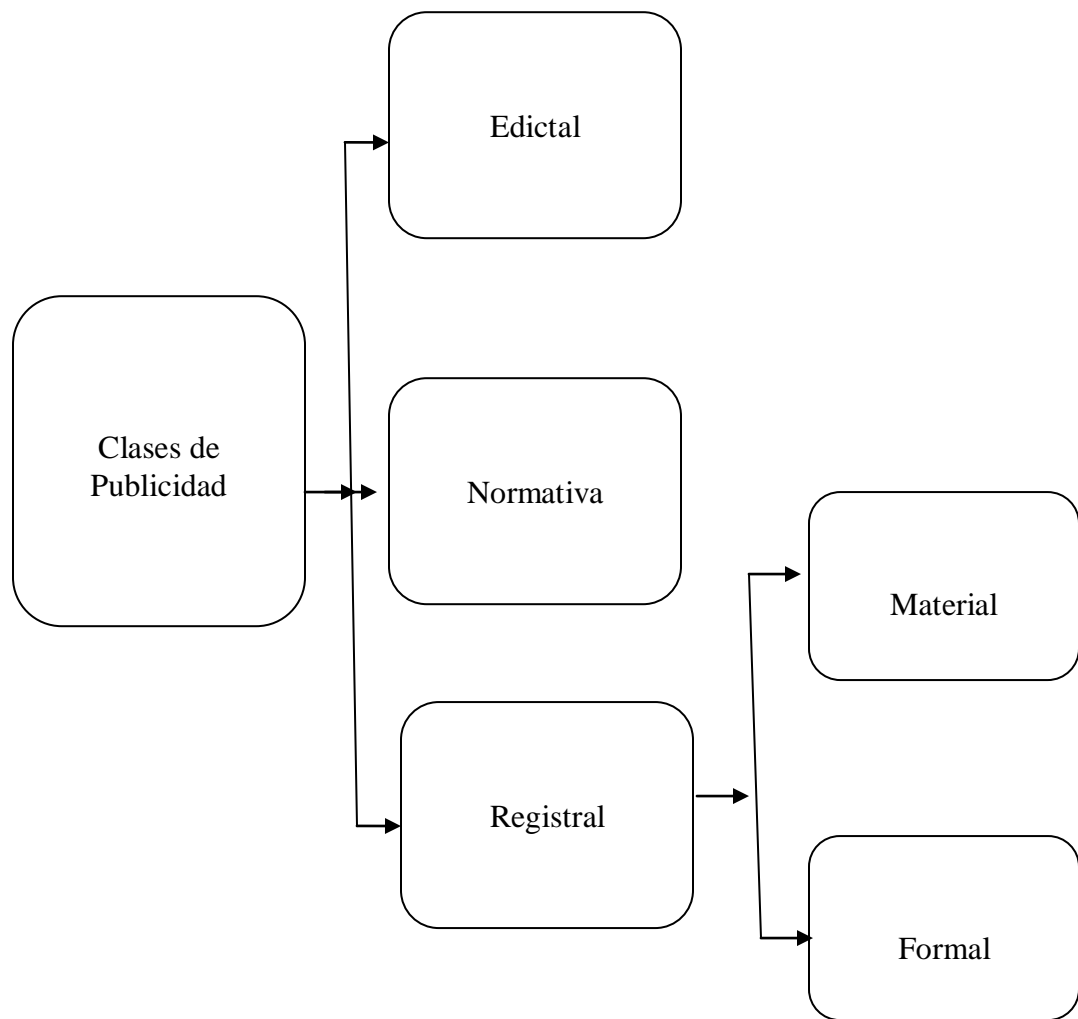 Edictal
Clases de
Publicidad
Normativa
Material
Registral
Formal